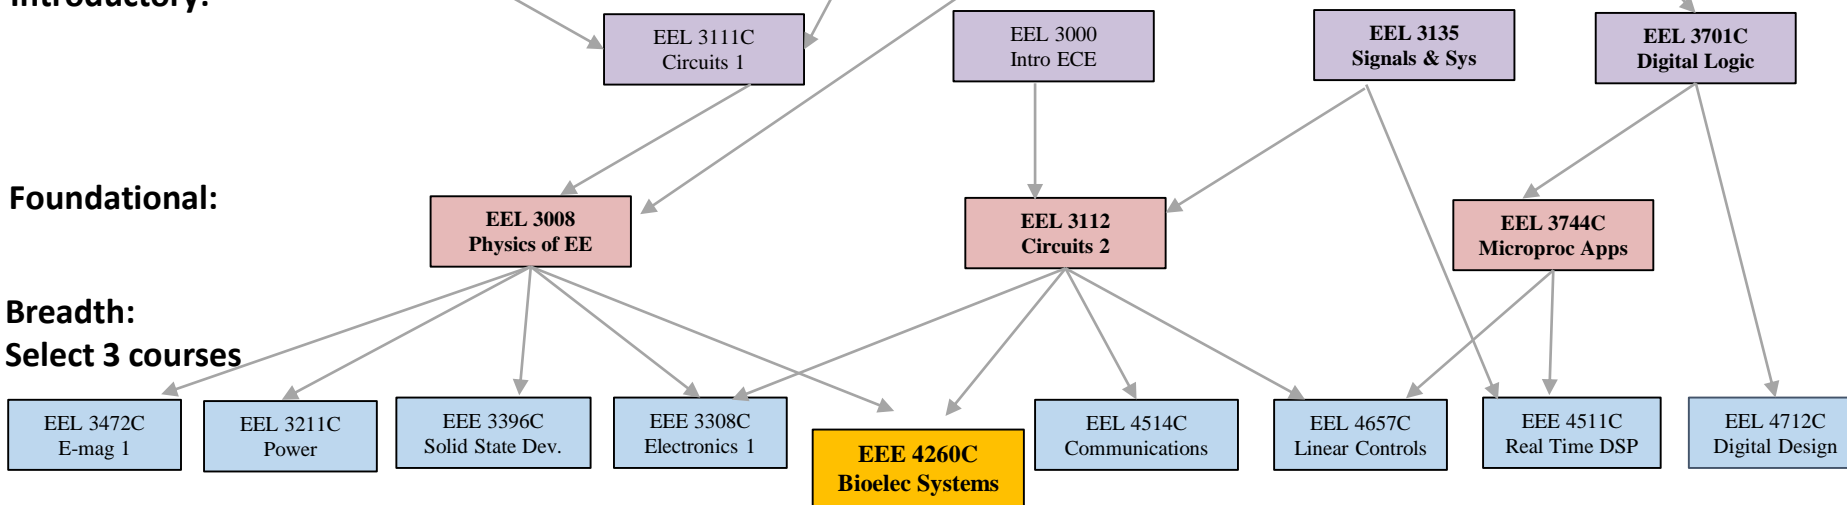 Introductory:
EEL 3111C
Circuits 1
EEL 3000
Intro ECE
EEL 3135
Signals & Sys
EEL 3701C
Digital Logic
Foundational:
EEL 3008
Physics of EE
EEL 3112
Circuits 2
EEL 3744C
Microproc Apps
Breadth:
Select 3 courses
EEL 3472C
E-mag 1
EEL 3211C
Power
EEE 3396C
Solid State Dev.
EEE 3308C
Electronics 1
EEE 4260C
Bioelec Systems
EEL 4514C
Communications
EEL 4657C
Linear Controls
EEE 4511C
Real Time DSP
EEL 4712C
Digital Design